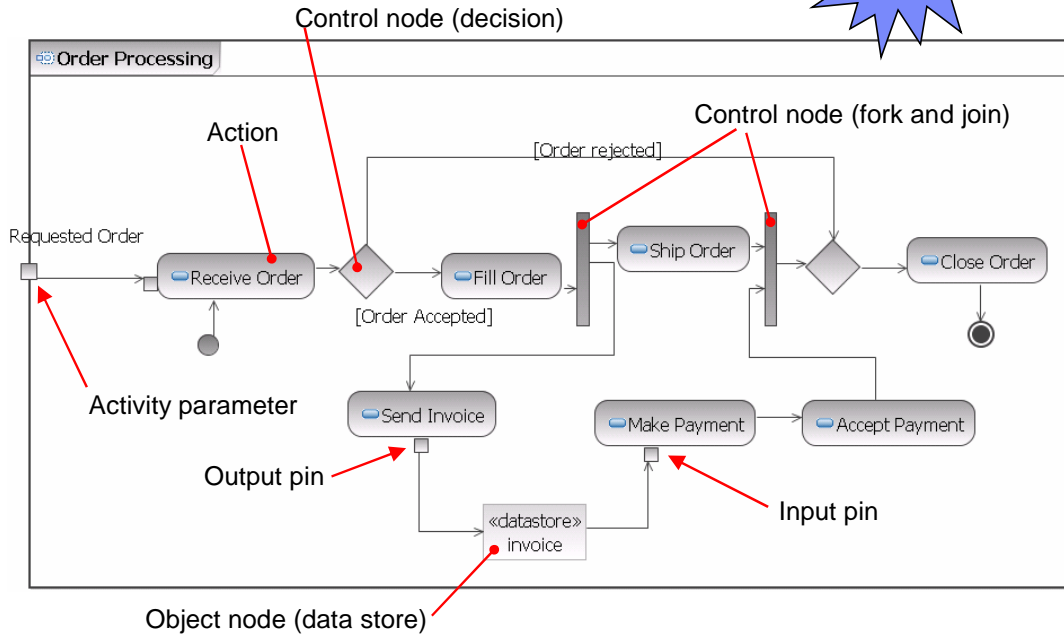 Control node (decision)
Order Processing
Control node (fork and join)
Action
[Order rejected]
Requested Order
Receive Order
Fill Order
Ship Order
Close Order
[Order Accepted]
Activity parameter
Send Invoice
Make Payment
Accept Payment
Output pin
Input pin
«datastore»
invoice
Object node (data store)